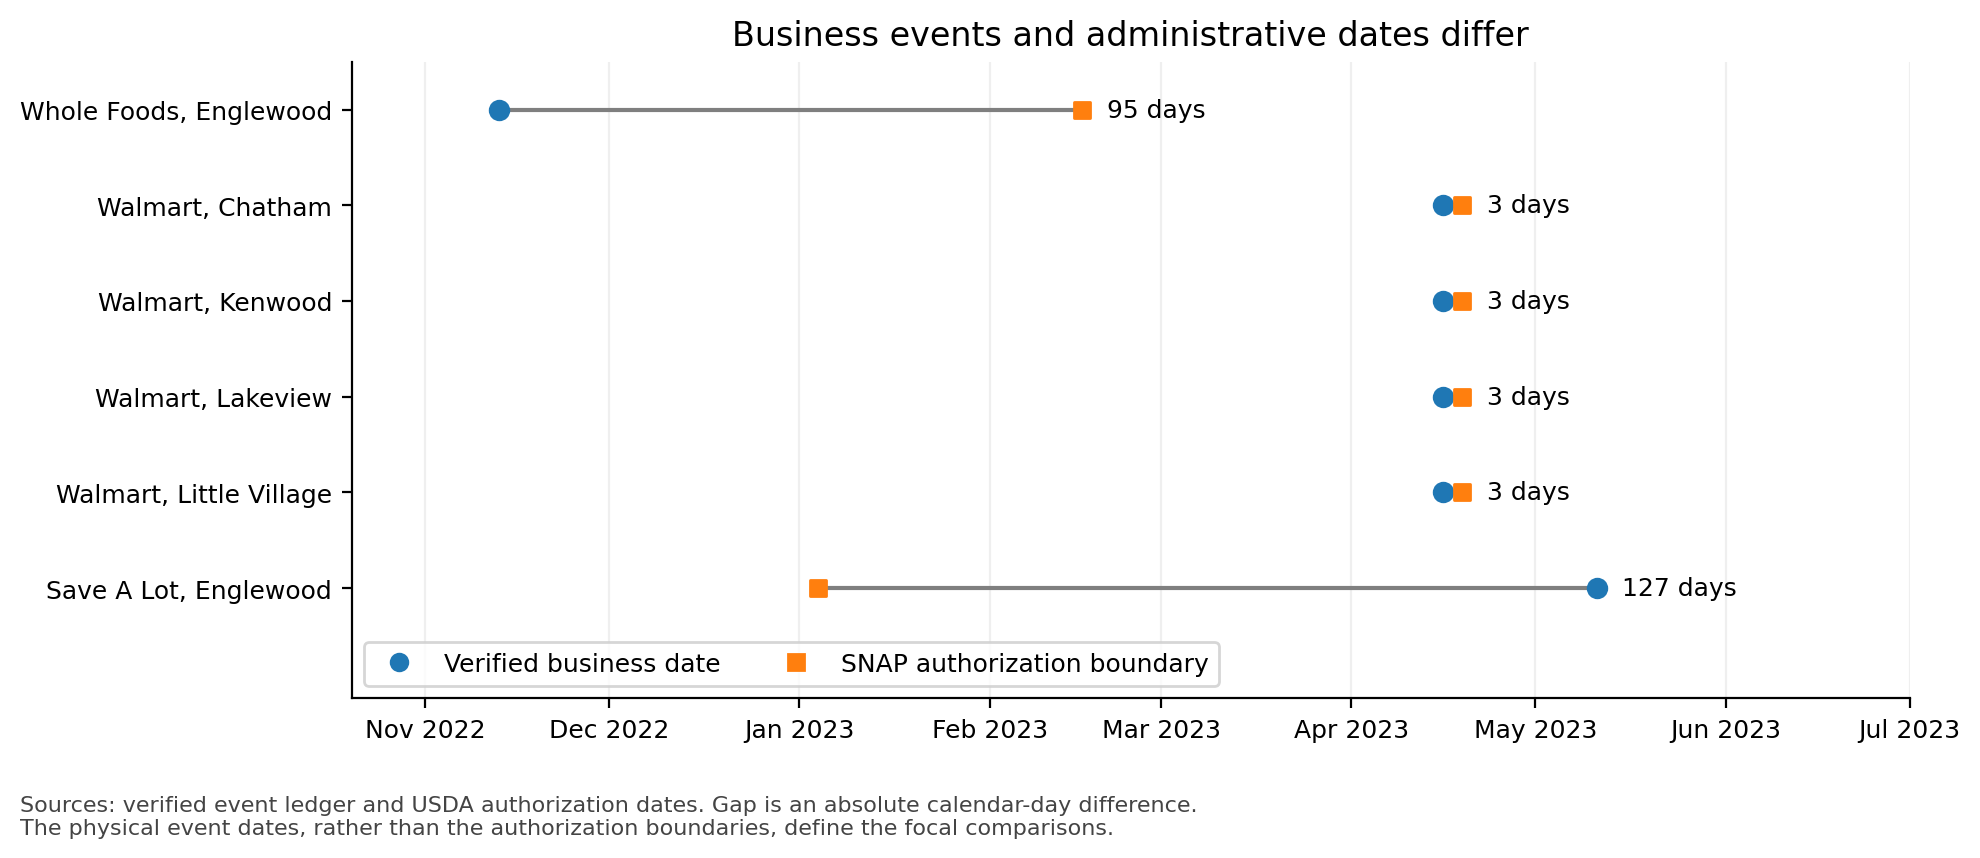 Business events and administrative dates differ
Whole Foods, Englewood
95 days
Walmart, Chatham
3 days
Walmart, Kenwood
3 days
Walmart, Lakeview
3 days
Walmart, Little Village
3 days
Save A Lot, Englewood
127 days
Verified business date
SNAP authorization boundary
Nov 2022
Dec 2022
Jan 2023
Feb 2023
Mar 2023
Apr 2023
May 2023
Jun 2023
Jul 2023
Sources: verified event ledger and USDA authorization dates. Gap is an absolute calendar-day difference.
The physical event dates, rather than the authorization boundaries, define the focal comparisons.